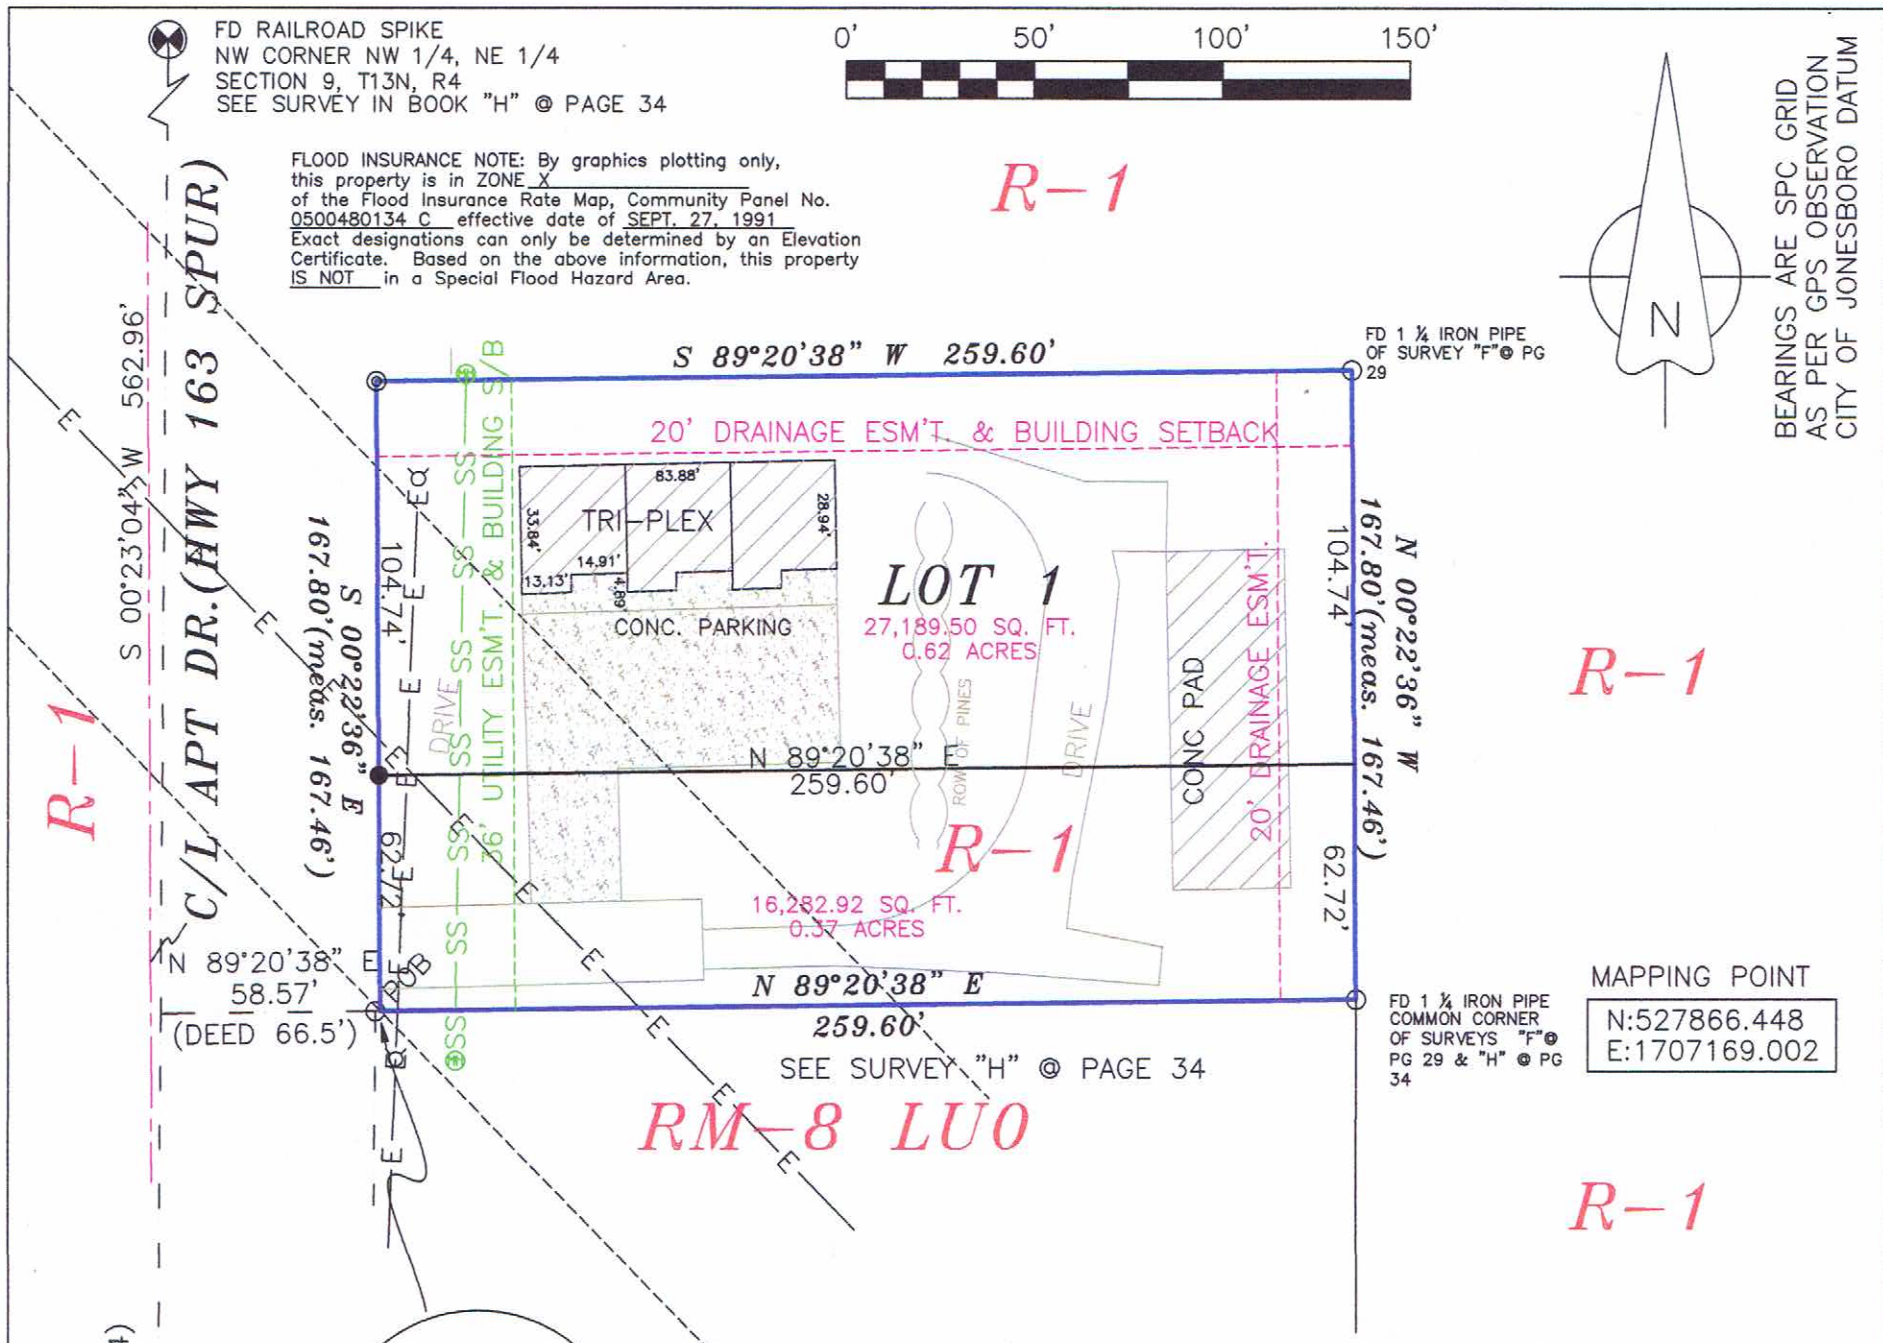 FD RAILROAD SPIKE
NW CORNER NW 1/4, NE 1/4
SECTION 9, T13N, R4
SEE SURVEY IN BOOK "H" @ PAGE 34
0' 50' 100' 150'
BEARINGS ARE SPC GRID
AS PER GPS OBSERVATION
CITY OF JONESBORO DATUM
N
FLOOD INSURANCE NOTE: By graphics plotting only,
this property is in ZONE X
of the Flood Insurance Rate Map, Community Panel No.
0500480134 C effective date of SEPT. 27, 1991
Exact designations can only be determined by an Elevation
Certificate. Based on the above information, this property
IS NOT in a Special Flood Hazard Area.
R-1
S 00°23'04" W 562.96'
C/L APT DR.(HWY 163 SPUR)
R-1
S 89°20'38" W 259.60'
FD 1 ¼ IRON PIPE
OF SURVEY "F"@ PG
29
20' DRAINAGE ESM'T. & BUILDING SETBACK
36' UTILITY ESM'T. & BUILDING S/B
SS SS SS SS SS SS SS SS
E E E E E E E E E
E E E E E E E E E
S 00°22'36" E
167.80'(meas. 167.46')
104.74'
62.72'
DRIVE
83.88'
33.84'
TRI-PLEX
28.94'
14.91'
13.13'
4.89'
CONC. PARKING
LOT 1
27,189.50 SQ. FT.
0.62 ACRES
ROW OF PINES
DRIVE
CONC PAD
20' DRAINAGE ESM'T.
104.74'
62.72'
N 00°22'36" W
167.80'(meas. 167.46')
R-1
N 89°20'38" E
259.60'
R-1
16,282.92 SQ. FT.
0.37 ACRES
N 89°20'38" E
58.57'
(DEED 66.5')
POB
N 89°20'38" E
259.60'
SEE SURVEY "H" @ PAGE 34
FD 1 ¼ IRON PIPE
COMMON CORNER
OF SURVEYS "F"@
PG 29 & "H" @ PG
34
MAPPING POINT
N:527866.448
E:1707169.002
RM-8 LUO
R-1